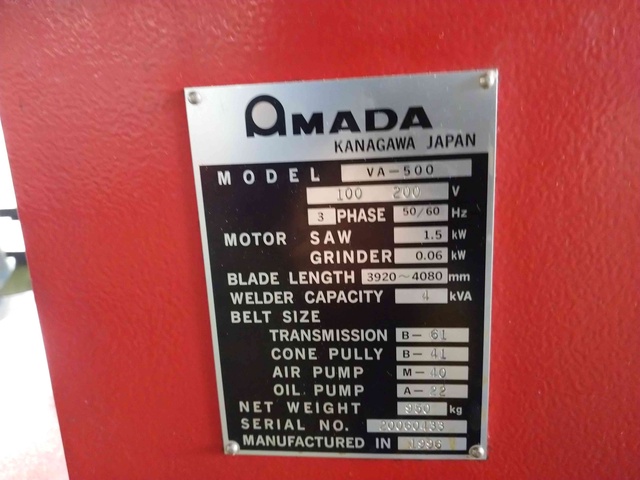 AMADA
KANAGAWA JAPAN
MODEL VA-500
100 200 V
3 PHASE 50/60 Hz
MOTOR SAW 1.5 kW
GRINDER 0.06 kW
BLADE LENGTH 3920~4080 mm
WELDER CAPACITY 4 kVA
BELT SIZE
TRANSMISSION B-61
CONE PULLY B-41
AIR PUMP M-40
OIL PUMP A-22
NET WEIGHT 950 kg
SERIAL NO. 20060433
MANUFACTURED IN 1996